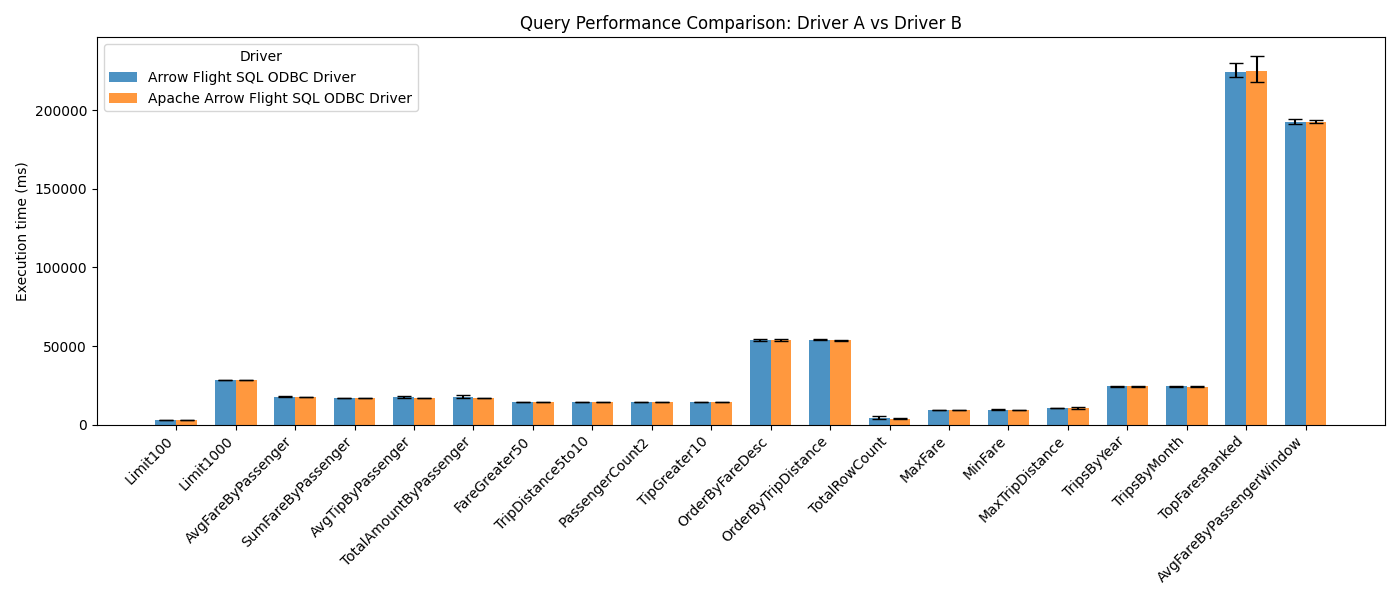 Query Performance Comparison: Driver A vs Driver B
Driver
Arrow Flight SQL ODBC Driver
Apache Arrow Flight SQL ODBC Driver
Execution time (ms)
200000
150000
100000
50000
0
Limit100
Limit1000
AvgFareByPassenger
SumFareByPassenger
AvgTipByPassenger
TotalAmountByPassenger
FareGreater50
TripDistance5to10
PassengerCount2
TipGreater10
OrderByFareDesc
OrderByTripDistance
TotalRowCount
MaxFare
MinFare
MaxTripDistance
TripsByYear
TripsByMonth
TopFaresRanked
AvgFareByPassengerWindow